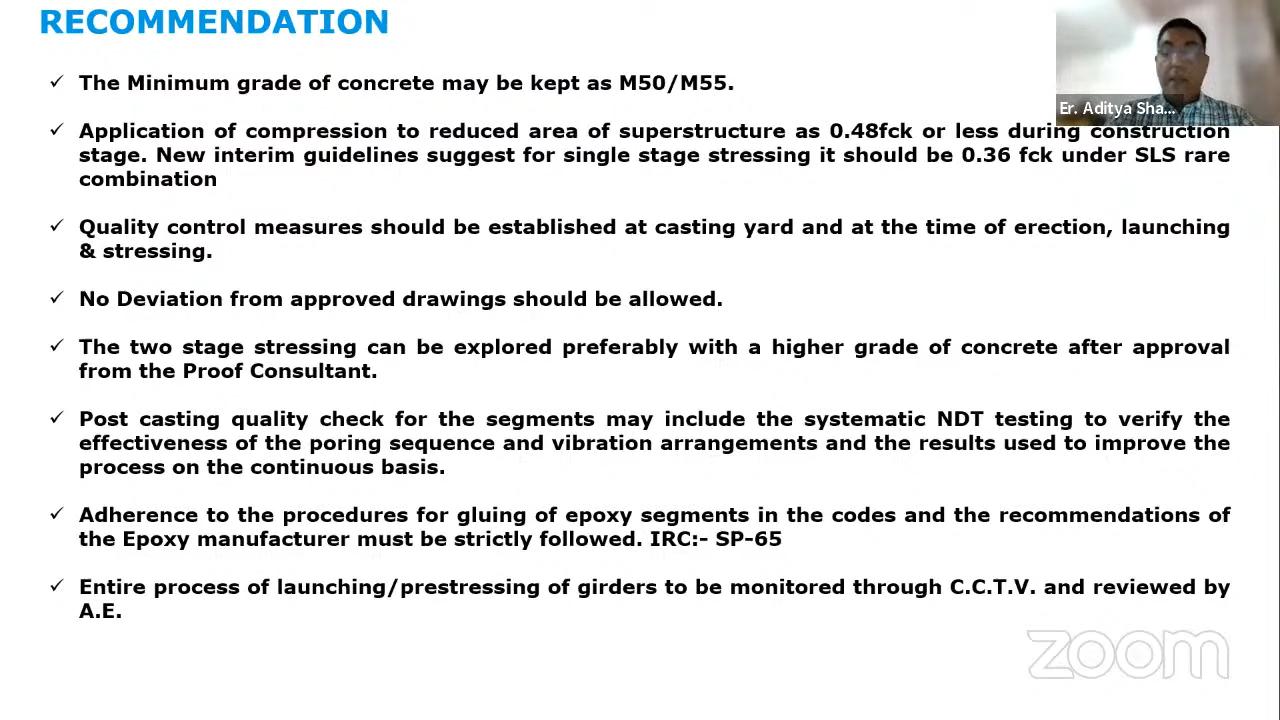 RECOMMENDATION
✓ The Minimum grade of concrete may be kept as M50/M55.
Er. Aditya Sha...
✓ Application of compression to reduced area of superstructure as 0.48fck or less during construction
stage. New interim guidelines suggest for single stage stressing it should be 0.36 fck under SLS rare
combination
✓ Quality control measures should be established at casting yard and at the time of erection, launching
& stressing.
✓ No Deviation from approved drawings should be allowed.
✓ The two stage stressing can be explored preferably with a higher grade of concrete after approval
from the Proof Consultant.
✓ Post casting quality check for the segments may include the systematic NDT testing to verify the
effectiveness of the poring sequence and vibration arrangements and the results used to improve the
process on the continuous basis.
✓ Adherence to the procedures for gluing of epoxy segments in the codes and the recommendations of
the Epoxy manufacturer must be strictly followed. IRC:- SP-65
✓ Entire process of launching/prestressing of girders to be monitored through C.C.T.V. and reviewed by
A.E.
zoom